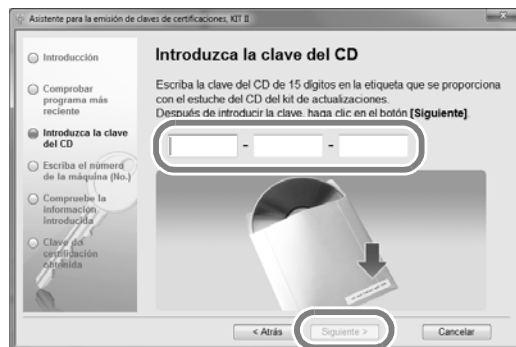 Asistente para la emisión de claves de certificaciones, KIT II
Introducción
Comprobar
programa más
reciente
Introduzca la clave
del CD
Escriba el número
de la máquina (No.)
Compruebe la
información
introducida
Clave de
certificación
obtenida
Introduzca la clave del CD
Escriba la clave del CD de 15 dígitos en la etiqueta que se proporciona
con el estuche del CD del kit de actualizaciones.
Después de introducir la clave, haga clic en el botón [Siguiente].
- -
< Atrás Siguiente > Cancelar